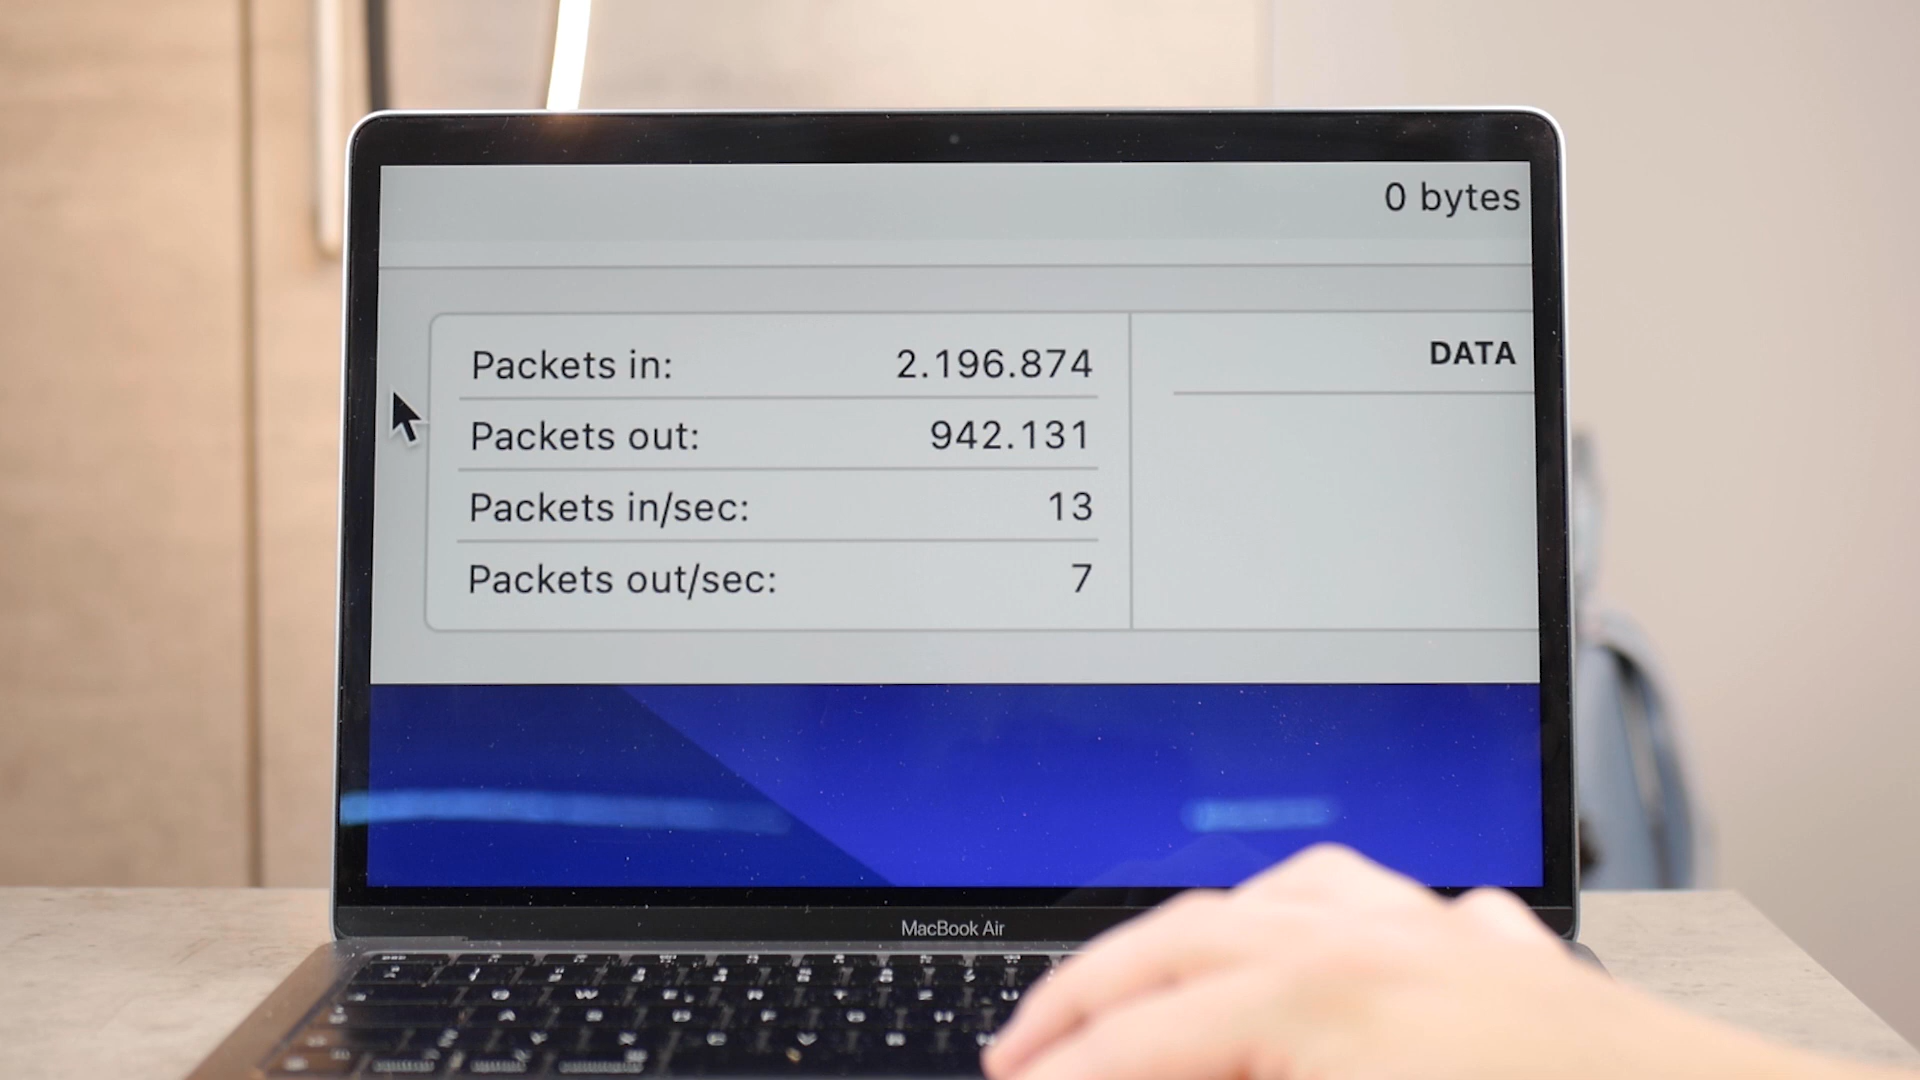 0 bytes
Packets in: 2.196.874
DATA
Packets out: 942.131
Packets in/sec: 13
Packets out/sec: 7
MacBook Air